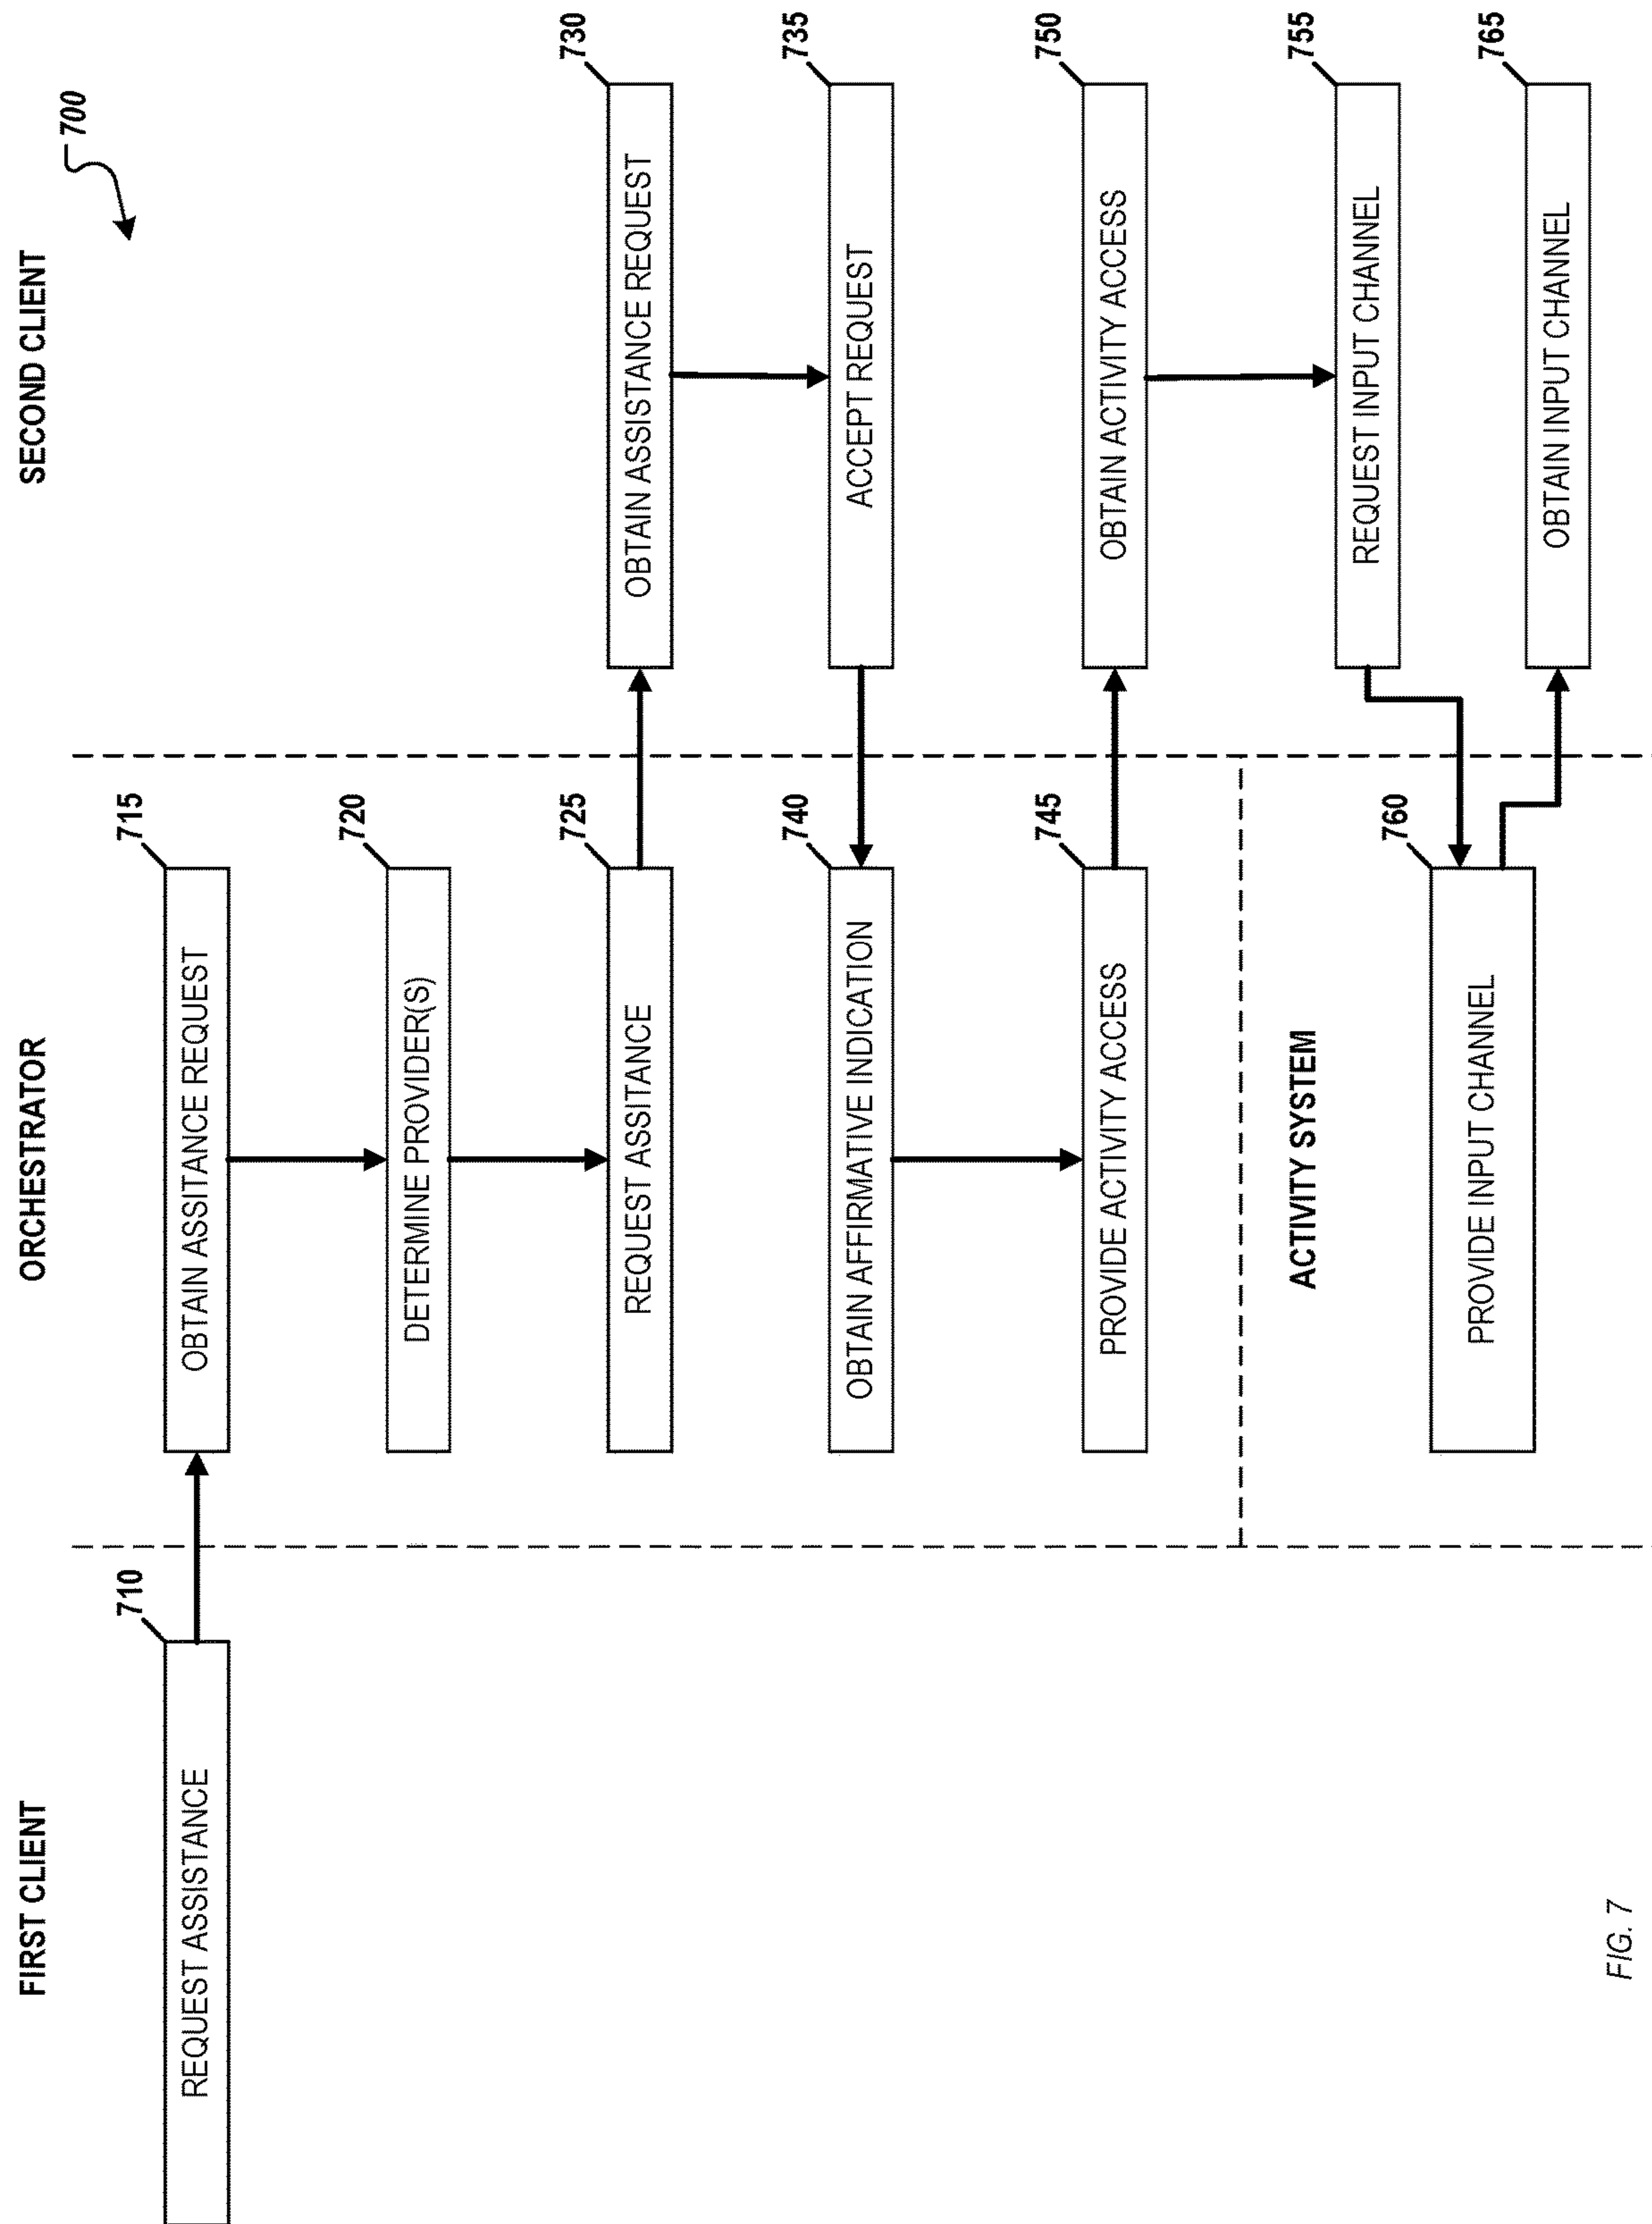 FIRST CLIENT
ORCHESTRATOR
SECOND CLIENT
700
710
REQUEST ASSISTANCE
715
OBTAIN ASSITANCE REQUEST
720
DETERMINE PROVIDER(S)
725
REQUEST ASSITANCE
730
OBTAIN ASSISTANCE REQUEST
735
ACCEPT REQUEST
740
OBTAIN AFFIRMATIVE INDICATION
745
PROVIDE ACTIVITY ACCESS
750
OBTAIN ACTIVITY ACCESS
755
REQUEST INPUT CHANNEL
ACTIVITY SYSTEM
760
PROVIDE INPUT CHANNEL
765
OBTAIN INPUT CHANNEL
FIG. 7